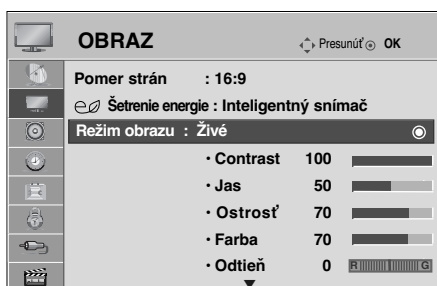 OBRAZ Presunúť OK
Pomer strán : 16:9
Šetrenie energie : Inteligentný snímač
Režim obrazu : Živé
• Contrast 100
• Jas 50
• Ostrosť 70
• Farba 70
• Odtieň 0 R G